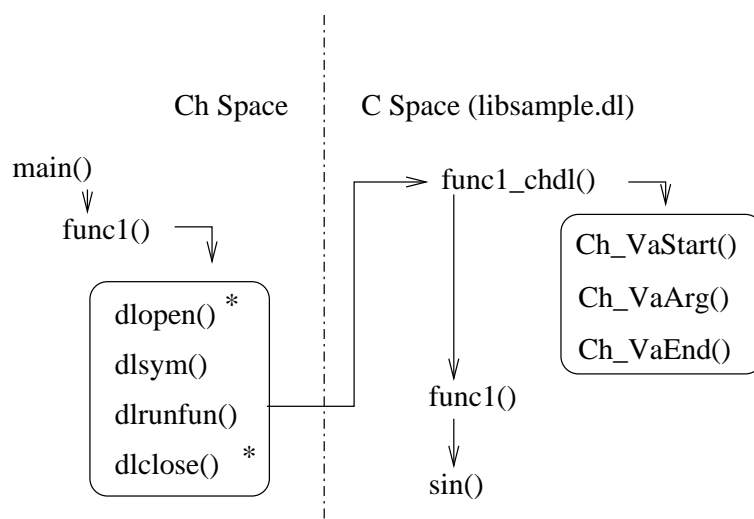 Ch Space
C Space (libsample.dl)
main()
func1()
dlopen() *
dlsym()
dlrunfun()
dlclose() *
func1_chdl()
Ch_VaStart()
Ch_VaArg()
Ch_VaEnd()
func1()
sin()